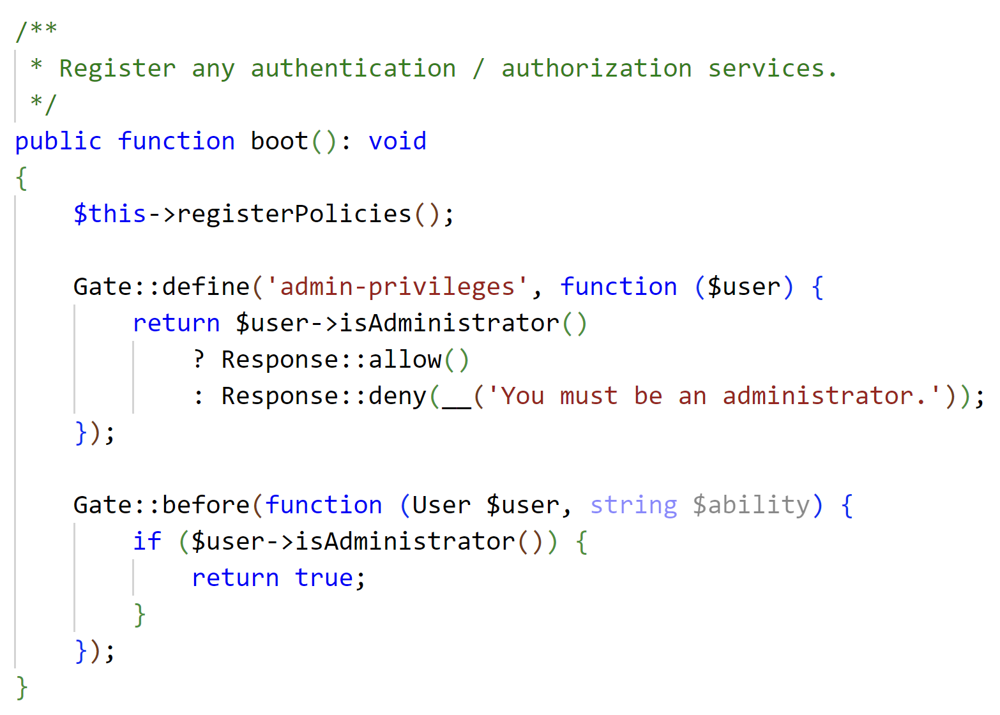 /**
 * Register any authentication / authorization services.
 */
public function boot(): void
{
    $this->registerPolicies();

    Gate::define('admin-privileges', function ($user) {
        return $user->isAdministrator()
            ? Response::allow()
            : Response::deny(__('You must be an administrator.'));
    });

    Gate::before(function (User $user, string $ability) {
        if ($user->isAdministrator()) {
            return true;
        }
    });
}